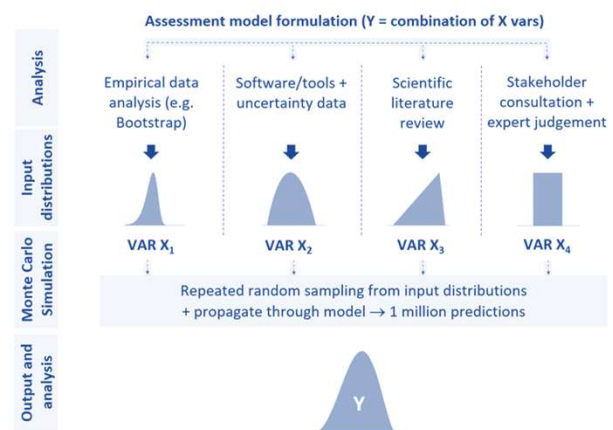 Assessment model formulation (Y = combination of X vars)
Analysis
Empirical data
analysis (e.g.
Bootstrap)
Software/tools +
uncertainty data
Scientific
literature
review
Stakeholder
consultation +
expert judgement
Input
distributions
VAR X₁
VAR X₂
VAR X₃
VAR X₄
Monte Carlo
Simulation
Repeated random sampling from input distributions
+ propagate through model → 1 million predictions
Output and
analysis
Y